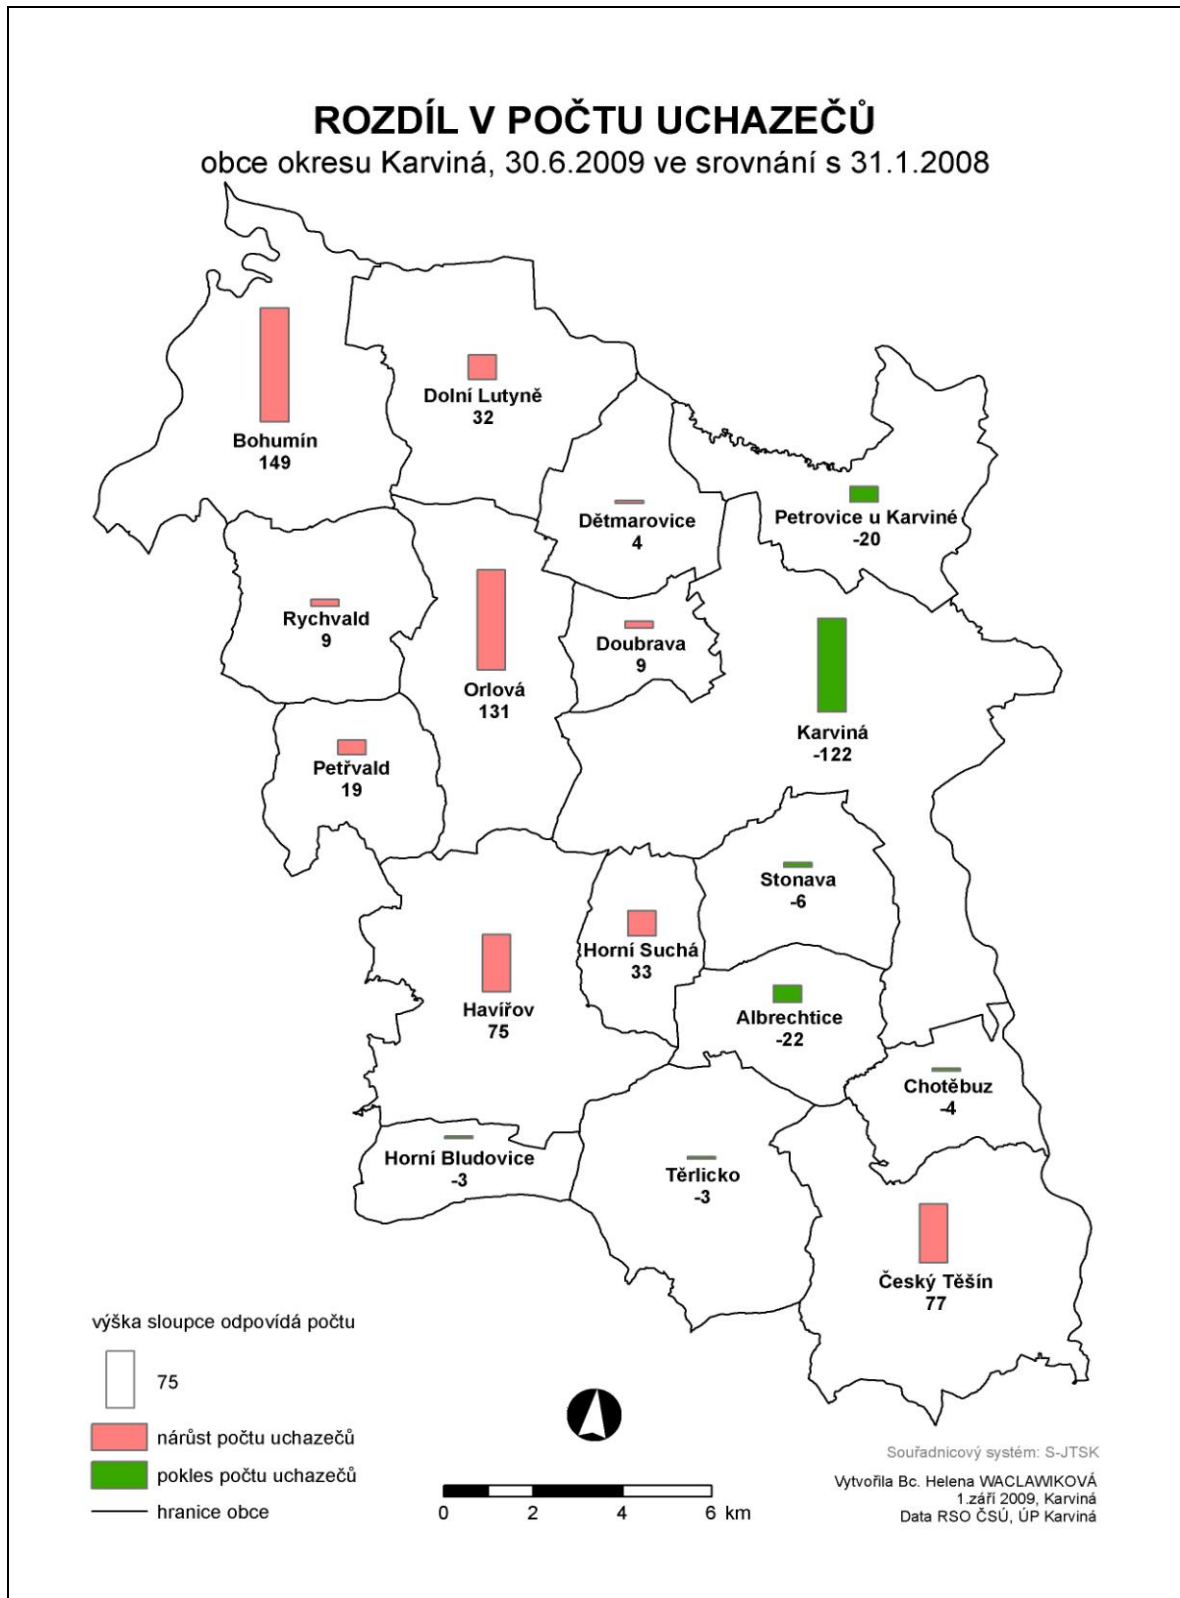 ROZDÍL V POČTU UCHAZEČŮ
obce okresu Karviná, 30.6.2009 ve srovnání s 31.1.2008
Bohumín
149
Dolní Lutyně
32
Dětmarovice
4
Petrovice u Karviné
-20
Rychvald
9
Orlová
131
Doubrava
9
Karviná
-122
Petřvald
19
Stonava
-6
Horní Suchá
33
Havířov
75
Albrechtice
-22
Chotěbuz
-4
Horní Bludovice
-3
Těrlicko
-3
Český Těšín
77
výška sloupce odpovídá počtu
75
nárůst počtu uchazečů
pokles počtu uchazečů
hranice obce
0 2 4 6 km
Souřadnicový systém: S-JTSK
Vytvořila Bc. Helena WACLAWIKOVÁ
1.září 2009, Karviná
Data RSO ČSÚ, ÚP Karviná